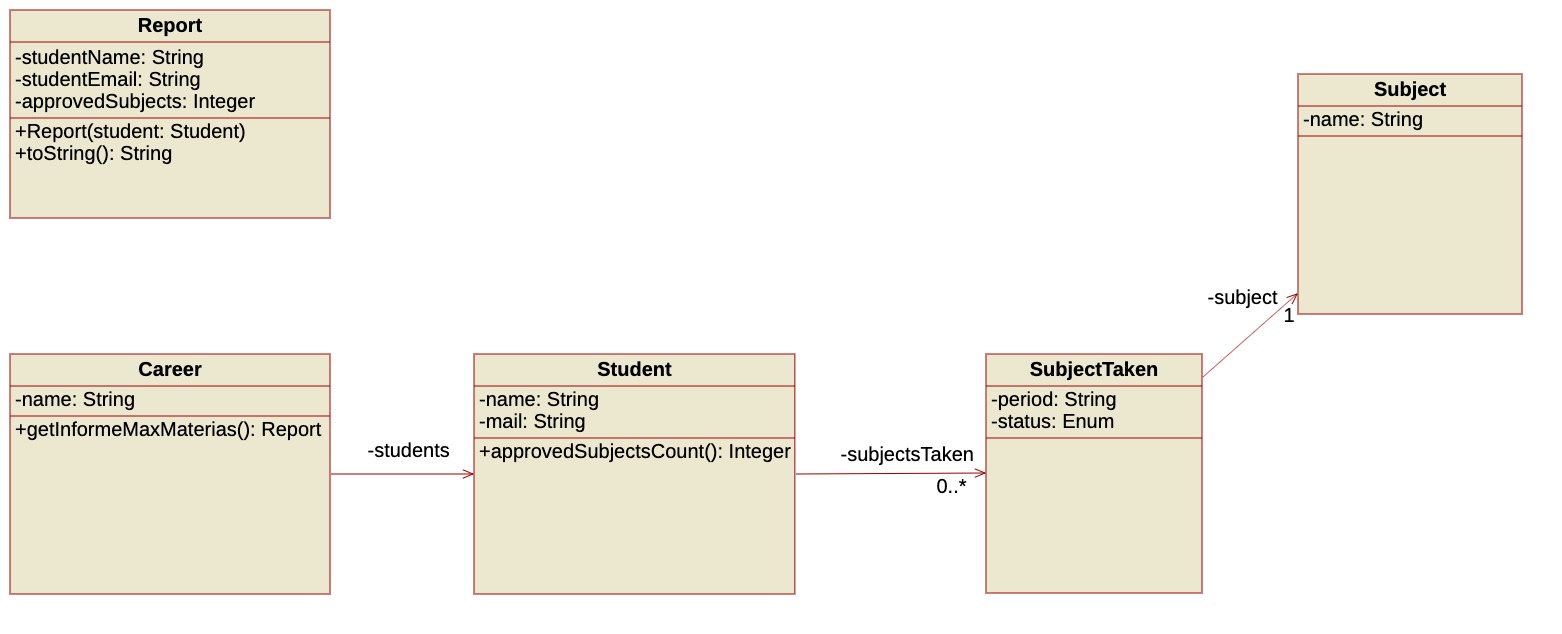 Report
-studentName: String
-studentEmail: String
-approvedSubjects: Integer
+Report(student: Student)
+toString(): String
Subject
-name: String
Career
-name: String
+getInformeMaxMaterias(): Report
-students
Student
-name: String
-mail: String
+approvedSubjectsCount(): Integer
-subjectsTaken
0..*
SubjectTaken
-period: String
-status: Enum
-subject
1